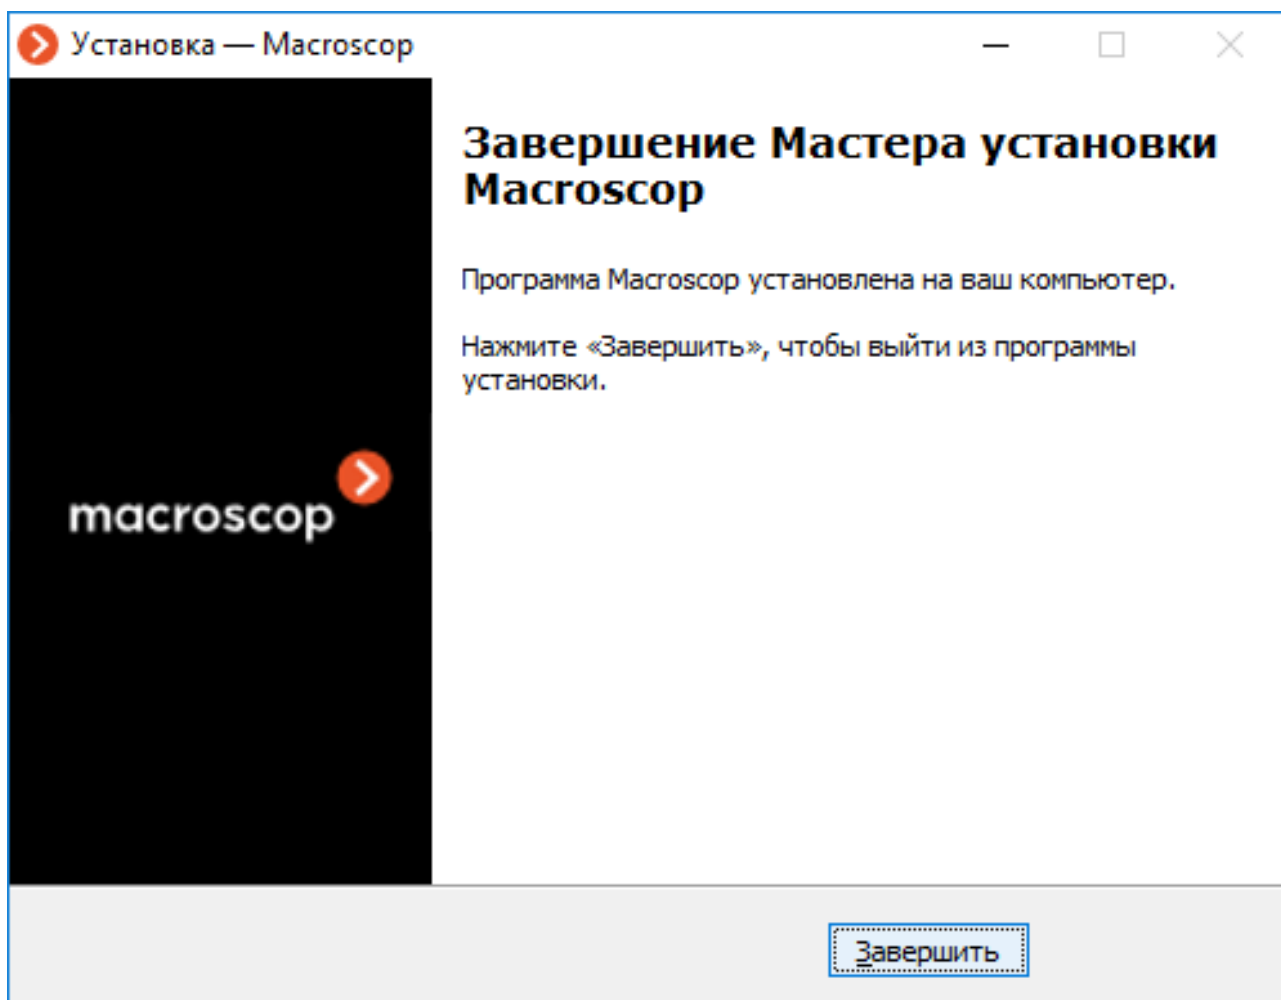 Установка — Macroscop
Завершение Мастера установки
Macroscop
Программа Macroscop установлена на ваш компьютер.
Нажмите «Завершить», чтобы выйти из программы
установки.
macroscop
Завершить